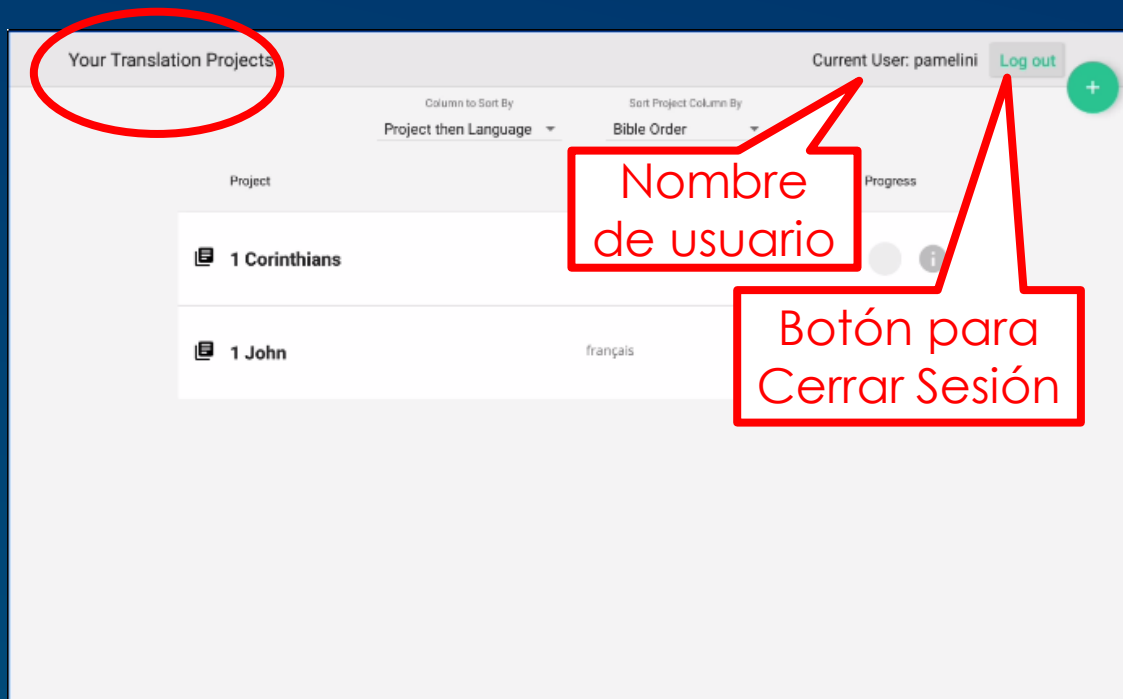 Your Translation Projects
Current User: pamelini
Log out
+
Column to Sort By
Sort Project Column By
Project then Language
Bible Order
Project
Progress
Nombre
de usuario
1 Corinthians
i
Botón para
Cerrar Sesión
1 John
français